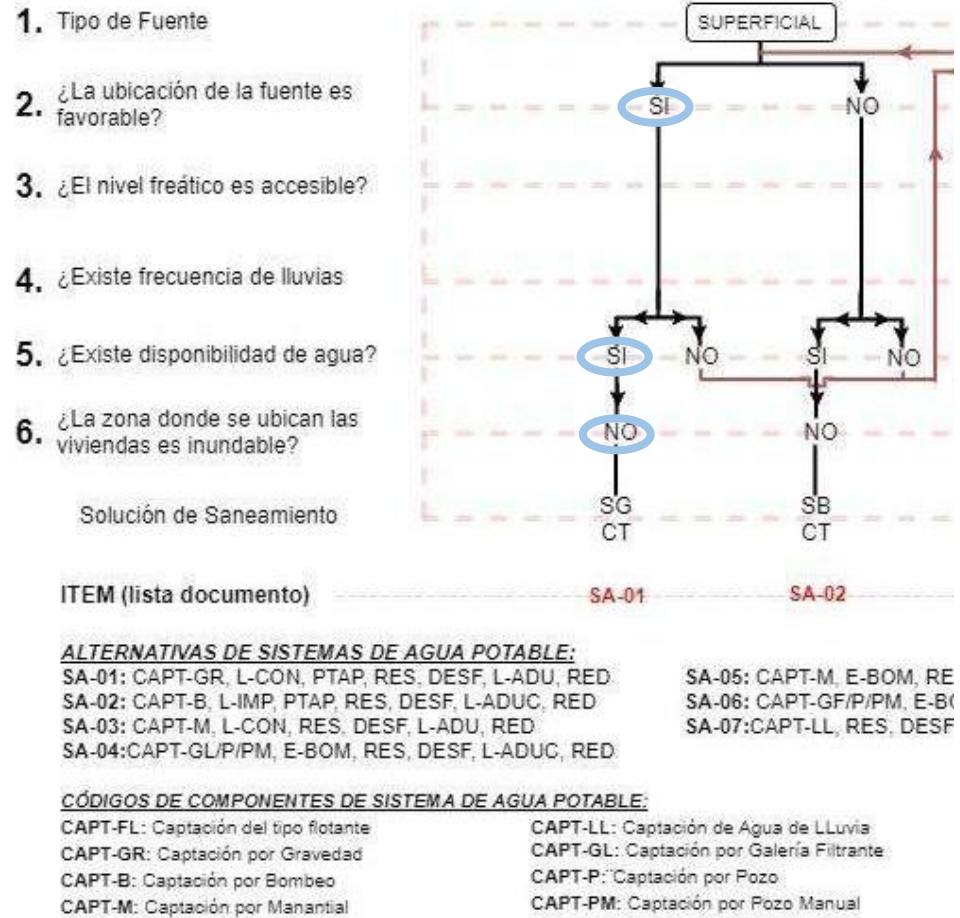 1. Tipo de Fuente
SUPERFICIAL
2. ¿La ubicación de la fuente es
favorable?
SI NO
3. ¿El nivel freático es accesible?
4. ¿Existe frecuencia de lluvias
5. ¿Existe disponibilidad de agua?
SI NO SI NO
6. ¿La zona donde se ubican las
viviendas es inundable?
NO NO
Solución de Saneamiento
SG SB
CT CT
ITEM (lista documento) SA-01 SA-02
ALTERNATIVAS DE SISTEMAS DE AGUA POTABLE:
SA-01: CAPT-GR, L-CON, PTAP, RES, DESF, L-ADU, RED
SA-02: CAPT-B, L-IMP, PTAP, RES, DESF, L-ADUC, RED
SA-03: CAPT-M, L-CON, RES, DESF, L-ADU, RED
SA-04:CAPT-GL/P/PM, E-BOM, RES, DESF, L-ADUC, RED
SA-05: CAPT-M, E-BOM, RE
SA-06: CAPT-GF/P/PM, E-BO
SA-07:CAPT-LL, RES, DESF
CÓDIGOS DE COMPONENTES DE SISTEMA DE AGUA POTABLE:
CAPT-FL: Captación del tipo flotante
CAPT-GR: Captación por Gravedad
CAPT-B: Captación por Bombeo
CAPT-M: Captación por Manantial
CAPT-LL: Captación de Agua de LLuvia
CAPT-GL: Captación por Galería Filtrante
CAPT-P: Captación por Pozo
CAPT-PM: Captación por Pozo Manual